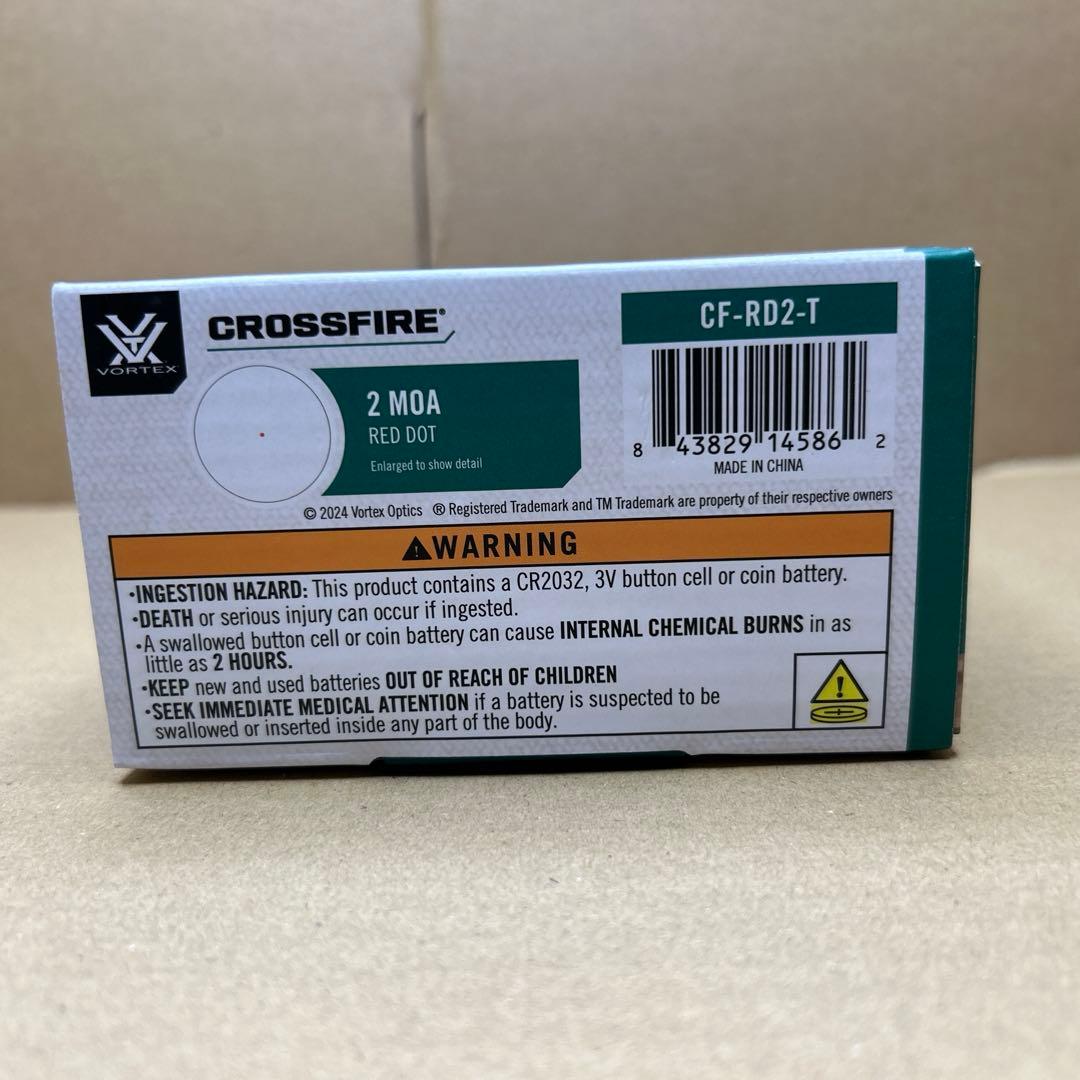 VORTEX
CROSSFIRE®
CF-RD2-T
2 MOA
RED DOT
Enlarged to show detail
8 43829 14586 2
MADE IN CHINA
© 2024 Vortex Optics ® Registered Trademark and TM Trademark are property of their respective owners
⚠WARNING
•INGESTION HAZARD: This product contains a CR2032, 3V button cell or coin battery.
•DEATH or serious injury can occur if ingested.
•A swallowed button cell or coin battery can cause INTERNAL CHEMICAL BURNS in as
little as 2 HOURS.
•KEEP new and used batteries OUT OF REACH OF CHILDREN
•SEEK IMMEDIATE MEDICAL ATTENTION if a battery is suspected to be
swallowed or inserted inside any part of the body.